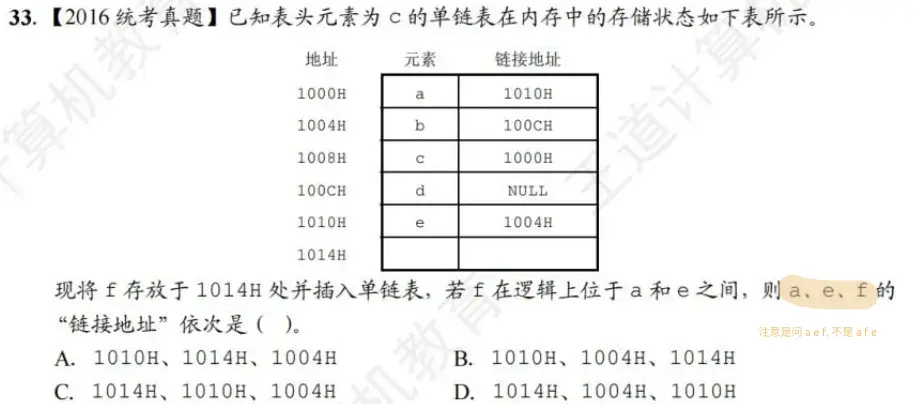 33.【2016 统考真题】已知表头元素为 c 的单链表在内存中的存储状态如下表所示。
地址 元素 链接地址
1000H a 1010H
1004H b 100CH
1008H c 1000H
100CH d NULL
1010H e 1004H
1014H
现将 f 存放于 1014H 处并插入单链表，若 f 在逻辑上位于 a 和 e 之间，则 a、e、f 的
“链接地址”依次是（ ）。
注意是问 a e f, 不是 a f e
A. 1010H、1014H、1004H B. 1010H、1004H、1014H
C. 1014H、1010H、1004H D. 1014H、1004H、1010H